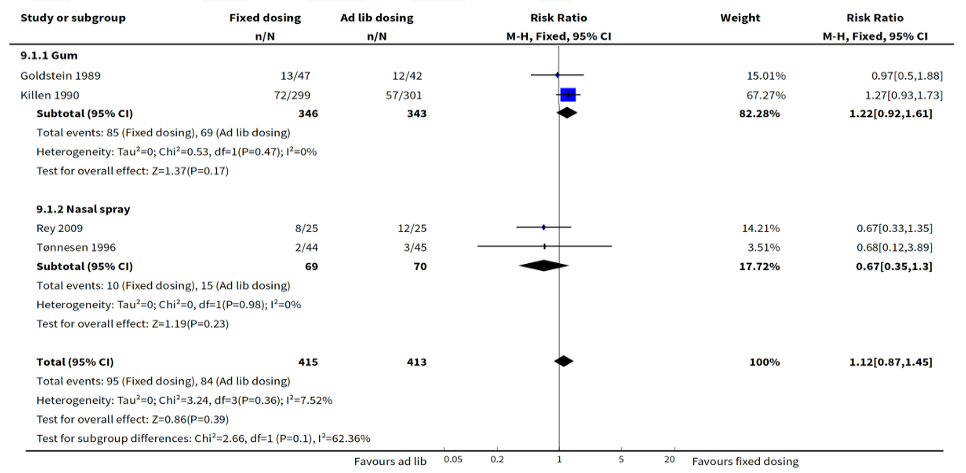 Study or subgroup Fixed dosing Ad lib dosing Risk Ratio Weight Risk Ratio
n/N n/N M-H, Fixed, 95% CI M-H, Fixed, 95% CI
9.1.1 Gum
Goldstein 1989 13/47 12/42 15.01% 0.97[0.5,1.88]
Killen 1990 72/299 57/301 67.27% 1.27[0.93,1.73]
Subtotal (95% CI) 346 343 82.28% 1.22[0.92,1.61]
Total events: 85 (Fixed dosing), 69 (Ad lib dosing)
Heterogeneity: Tau²=0; Chi²=0.53, df=1(P=0.47); I²=0%
Test for overall effect: Z=1.37(P=0.17)
9.1.2 Nasal spray
Rey 2009 8/25 12/25 14.21% 0.67[0.33,1.35]
Tønnesen 1996 2/44 3/45 3.51% 0.68[0.12,3.89]
Subtotal (95% CI) 69 70 17.72% 0.67[0.35,1.3]
Total events: 10 (Fixed dosing), 15 (Ad lib dosing)
Heterogeneity: Tau²=0; Chi²=0, df=1(P=0.98); I²=0%
Test for overall effect: Z=1.19(P=0.23)
Total (95% CI) 415 413 100% 1.12[0.87,1.45]
Total events: 95 (Fixed dosing), 84 (Ad lib dosing)
Heterogeneity: Tau²=0; Chi²=3.24, df=3(P=0.36); I²=7.52%
Test for overall effect: Z=0.86(P=0.39)
Test for subgroup differences: Chi²=2.66, df=1 (P=0.1), I²=62.36%
Favours ad lib 0.05 0.2 1 5 20 Favours fixed dosing